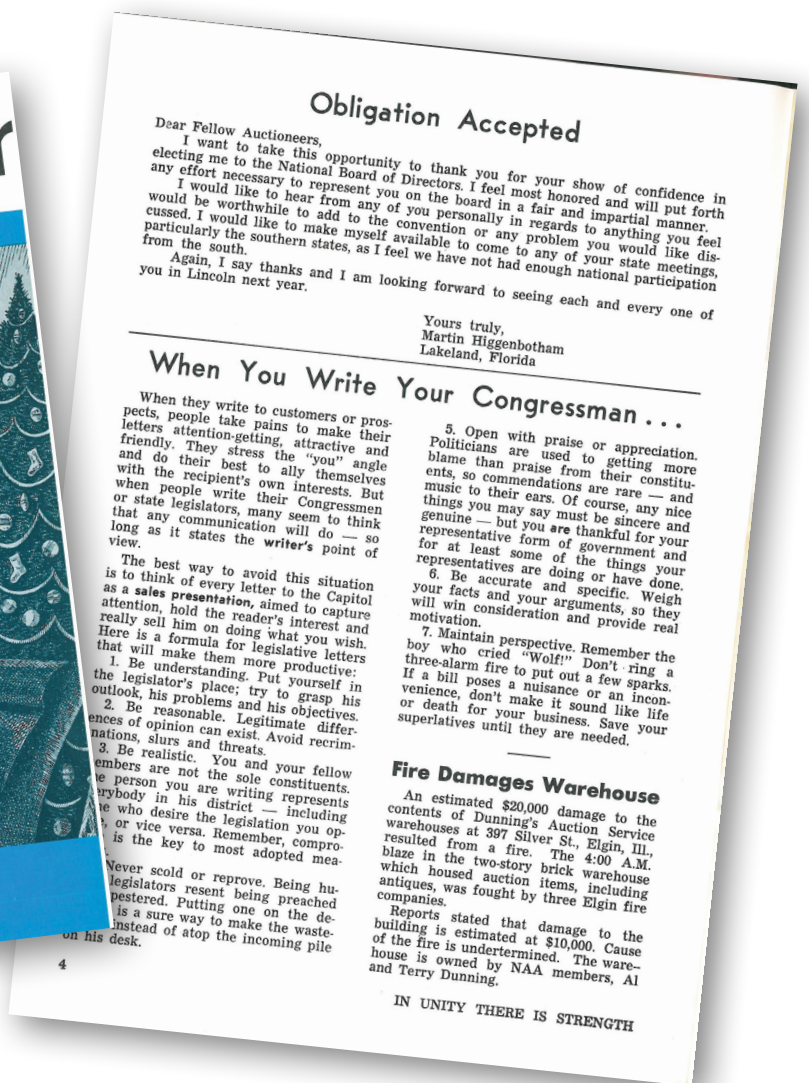 r
Obligation Accepted
Dear Fellow Auctioneers,
I want to take this opportunity to thank you for your show of confidence in
electing me to the National Board of Directors. I feel most honored and will put forth
any effort necessary to represent you on the board in a fair and impartial manner.
I would like to hear from any of you personally in regards to anything you feel
would be worthwhile to add to the convention or any problem you would like dis-
cussed. I would like to make myself available to come to any of your state meetings,
particularly the southern states, as I feel we have not had enough national participation
from the south.
Again, I say thanks and I am looking forward to seeing each and every one of
you in Lincoln next year.
Yours truly,
Martin Higgenbotham
Lakeland, Florida
When You Write Your Congressman . . .
When they write to customers or pros-
pects, people take pains to make their
letters attention-getting, attractive and
friendly. They stress the "you" angle
and do their best to ally themselves
with the recipient's own interests. But
when people write their Congressmen
or state legislators, many seem to think
that any communication will do — so
long as it states the writer's point of
view.
The best way to avoid this situation
is to think of every letter to the Capitol
as a sales presentation, aimed to capture
attention, hold the reader's interest and
really sell him on doing what you wish.
Here is a formula for legislative letters
that will make them more productive:
1. Be understanding. Put yourself in
the legislator's place; try to grasp his
outlook, his problems and his objectives.
2. Be reasonable. Legitimate differ-
ences of opinion can exist. Avoid recrim-
nations, slurs and threats.
3. Be realistic. You and your fellow
embers are not the sole constituents.
e person you are writing represents
erybody in his district — including
e who desire the legislation you op-
, or vice versa. Remember, compro-
is the key to most adopted mea-
Never scold or reprove. Being hu-
legislators resent being preached
pestered. Putting one on the de-
is a sure way to make the waste-
instead of atop the incoming pile
on his desk.
4
5. Open with praise or appreciation.
Politicians are used to getting more
blame than praise from their constitu-
ents, so commendations are rare — and
music to their ears. Of course, any nice
things you may say must be sincere and
genuine — but you are thankful for your
representative form of government and
for at least some of the things your
representatives are doing or have done.
6. Be accurate and specific. Weigh
your facts and your arguments, so they
will win consideration and provide real
motivation.
7. Maintain perspective. Remember the
boy who cried "Wolf!" Don't ring a
three-alarm fire to put out a few sparks.
If a bill poses a nuisance or an incon-
venience, don't make it sound like life
or death for your business. Save your
superlatives until they are needed.
Fire Damages Warehouse
An estimated $20,000 damage to the
contents of Dunning's Auction Service
warehouses at 397 Silver St., Elgin, Ill.,
resulted from a fire. The 4:00 A.M.
blaze in the two-story brick warehouse
which housed auction items, including
antiques, was fought by three Elgin fire
companies.
Reports stated that damage to the
building is estimated at $10,000. Cause
of the fire is undertermined. The ware-
house is owned by NAA members, Al
and Terry Dunning.
IN UNITY THERE IS STRENGTH